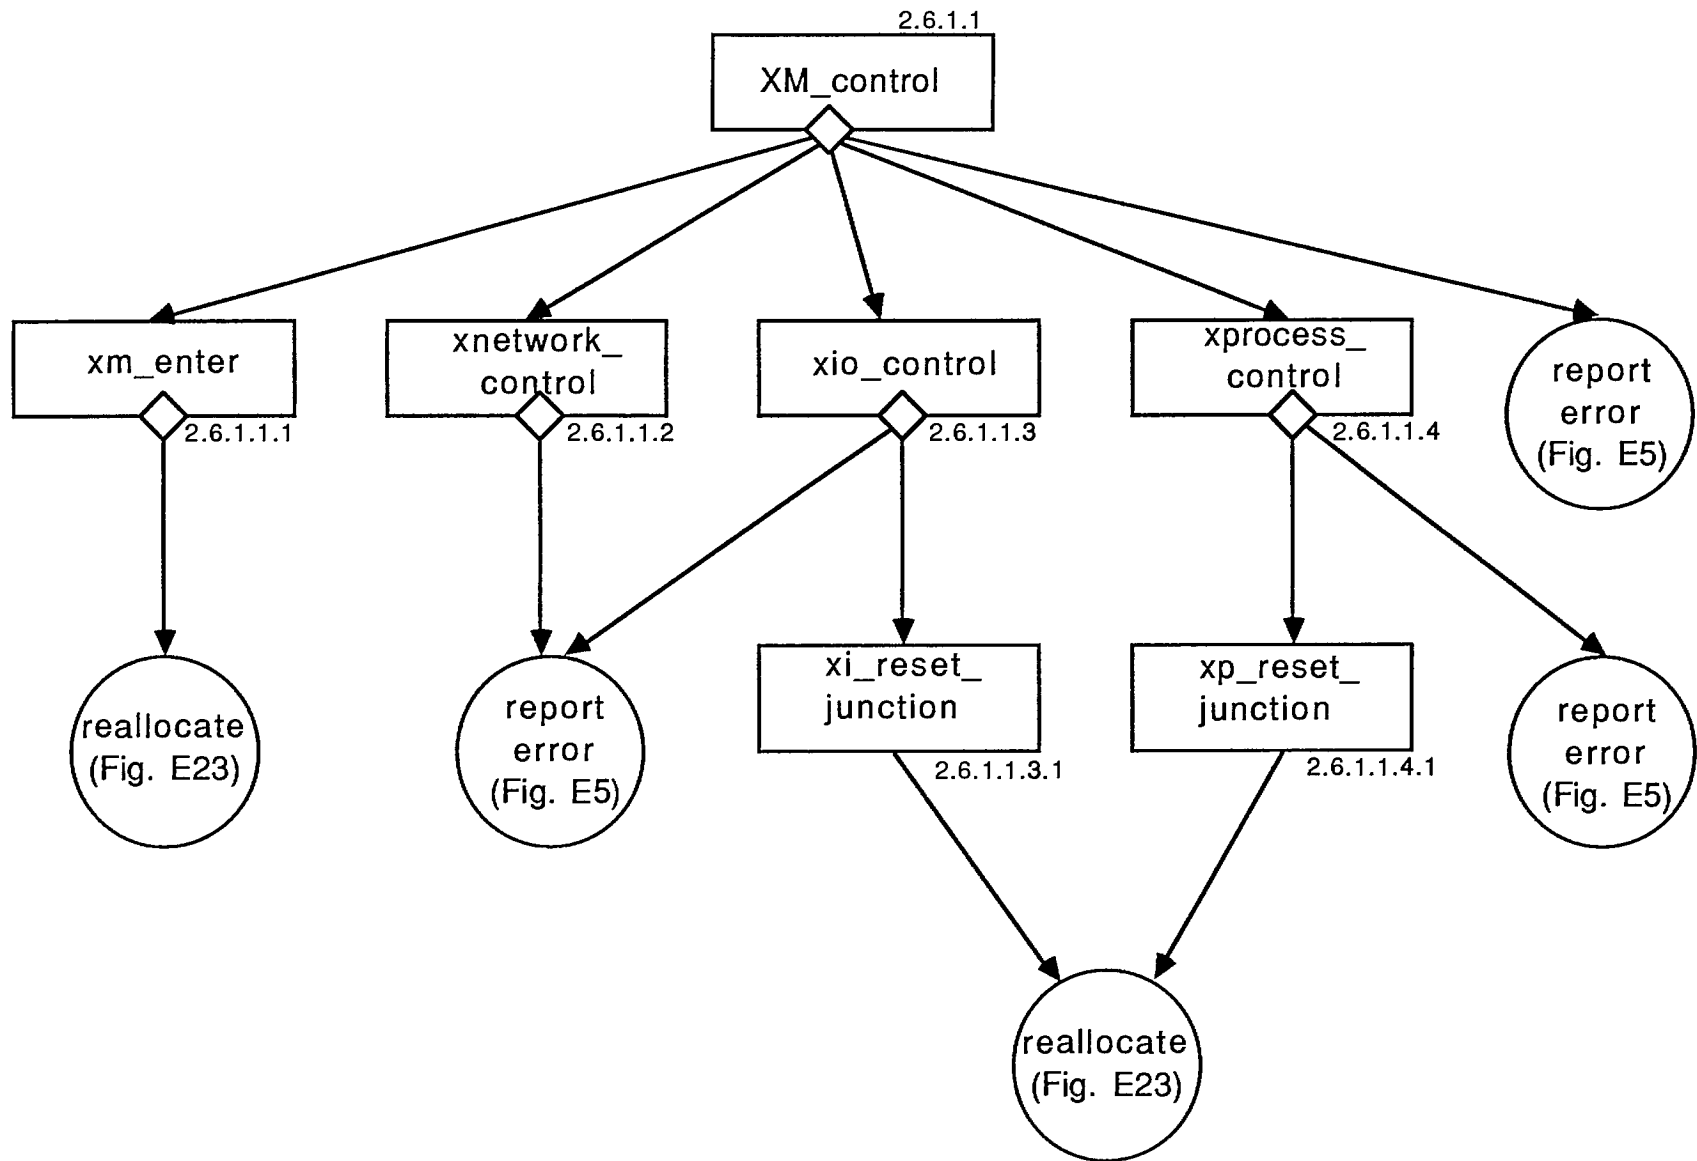 2.6.1.1
XM_control
xm_enter
2.6.1.1.1
xnetwork_
control
2.6.1.1.2
xio_control
2.6.1.1.3
xprocess_
control
2.6.1.1.4
report
error
(Fig. E5)
reallocate
(Fig. E23)
report
error
(Fig. E5)
xi_reset_
junction
2.6.1.1.3.1
xp_reset_
junction
2.6.1.1.4.1
report
error
(Fig. E5)
reallocate
(Fig. E23)